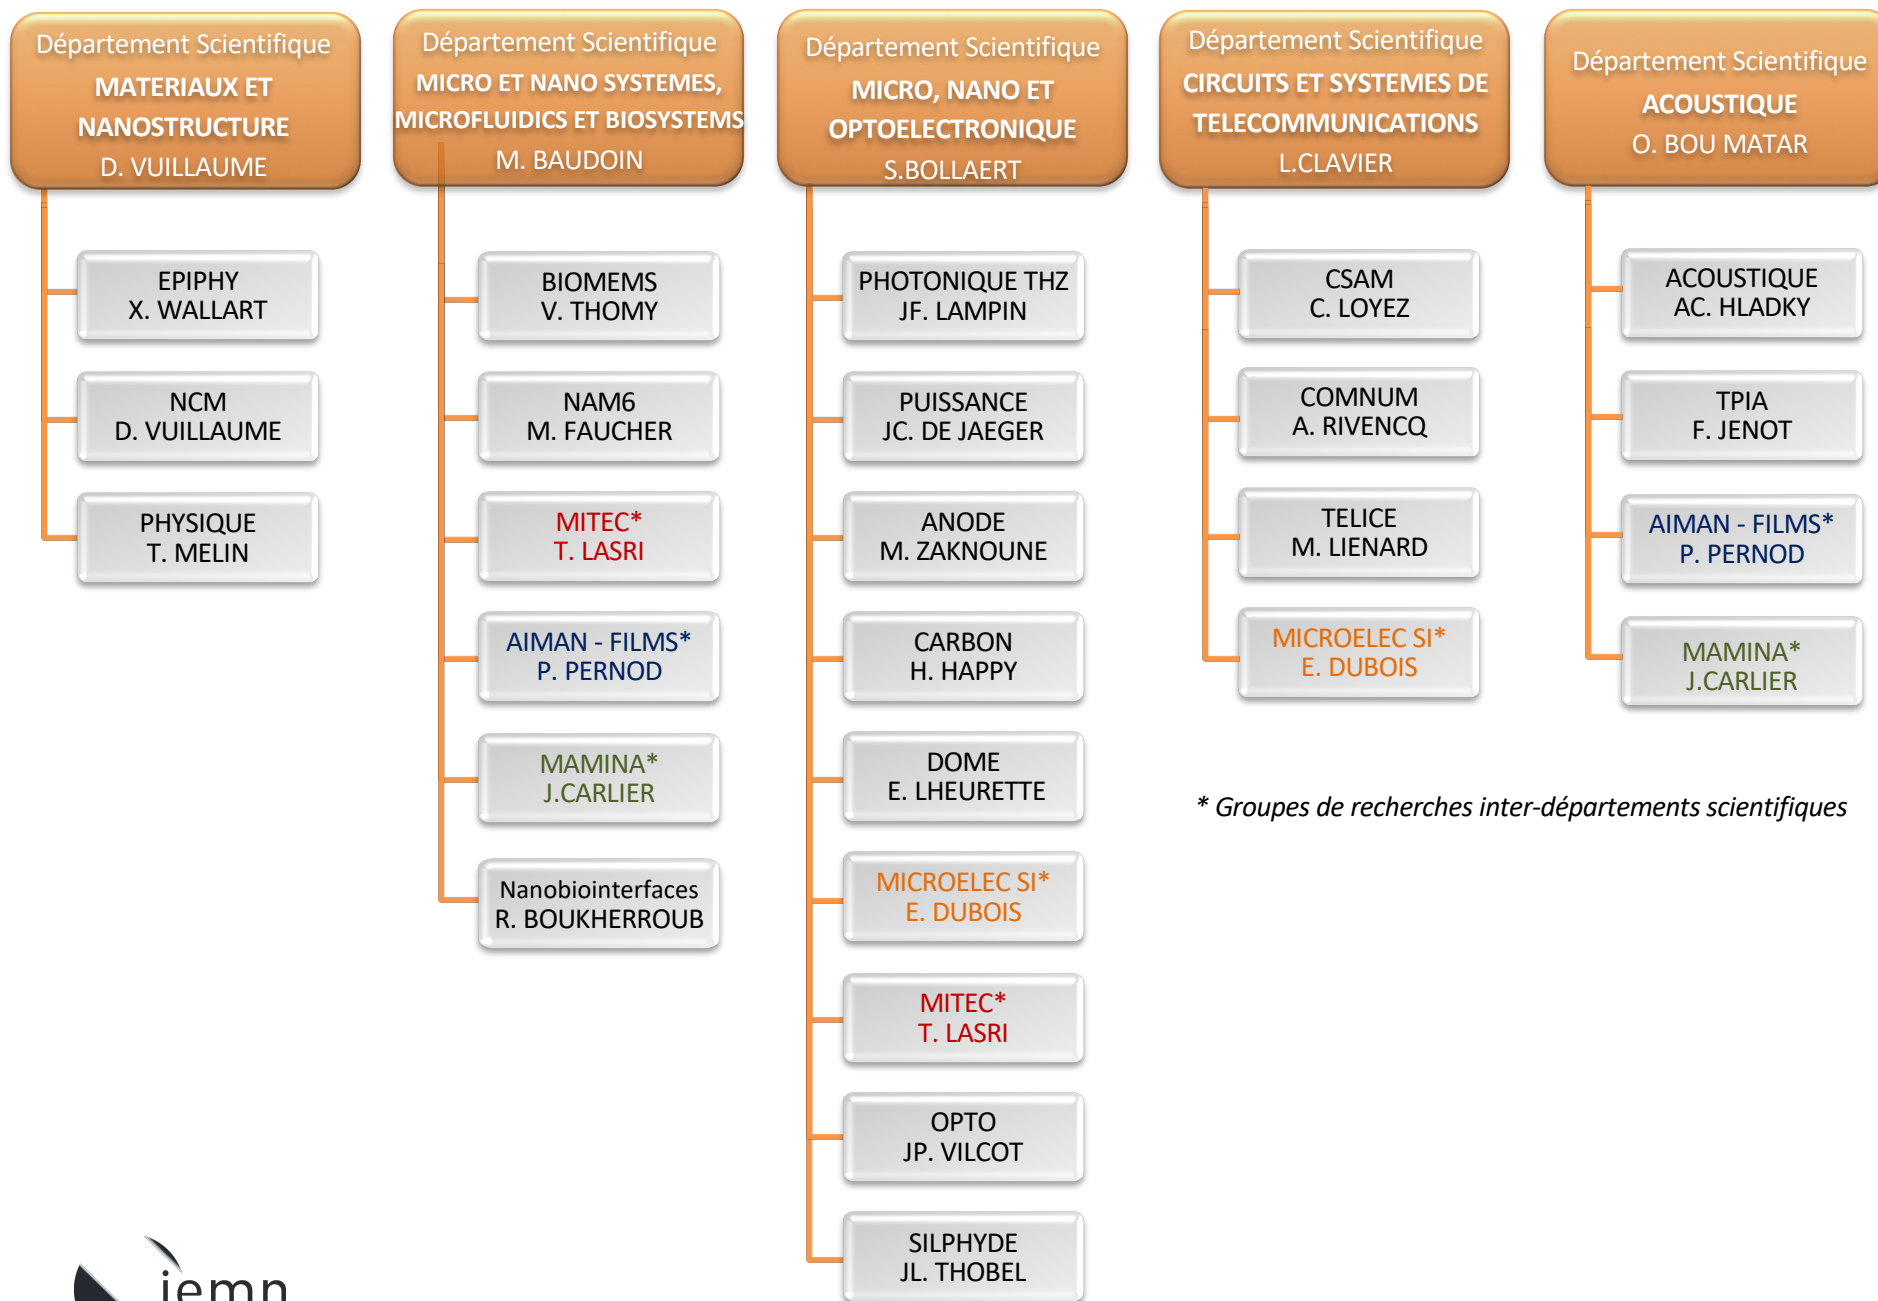 Département Scientifique
MATERIAUX ET
NANOSTRUCTURE
D. VUILLAUME
EPIPHY
X. WALLART
NCM
D. VUILLAUME
PHYSIQUE
T. MELIN
Département Scientifique
MICRO ET NANO SYSTEMES,
MICROFLUIDICS ET BIOSYSTEMS
M. BAUDOIN
BIOMEMS
V. THOMY
NAM6
M. FAUCHER
MITEC*
T. LASRI
AIMAN - FILMS*
P. PERNOD
MAMINA*
J.CARLIER
Nanobiointerfaces
R. BOUKHERROUB
Département Scientifique
MICRO, NANO ET
OPTOELECTRONIQUE
S.BOLLAERT
PHOTONIQUE THZ
JF. LAMPIN
PUISSANCE
JC. DE JAEGER
ANODE
M. ZAKNOUNE
CARBON
H. HAPPY
DOME
E. LHEURETTE
MICROELEC SI*
E. DUBOIS
MITEC*
T. LASRI
OPTO
JP. VILCOT
SILPHYDE
JL. THOBEL
Département Scientifique
CIRCUITS ET SYSTEMES DE
TELECOMMUNICATIONS
L.CLAVIER
CSAM
C. LOYEZ
COMNUM
A. RIVENCQ
TELICE
M. LIENARD
MICROELEC SI*
E. DUBOIS
Département Scientifique
ACOUSTIQUE
O. BOU MATAR
ACOUSTIQUE
AC. HLADKY
TPIA
F. JENOT
AIMAN - FILMS*
P. PERNOD
MAMINA*
J.CARLIER
* Groupes de recherches inter-départements scientifiques
iemn